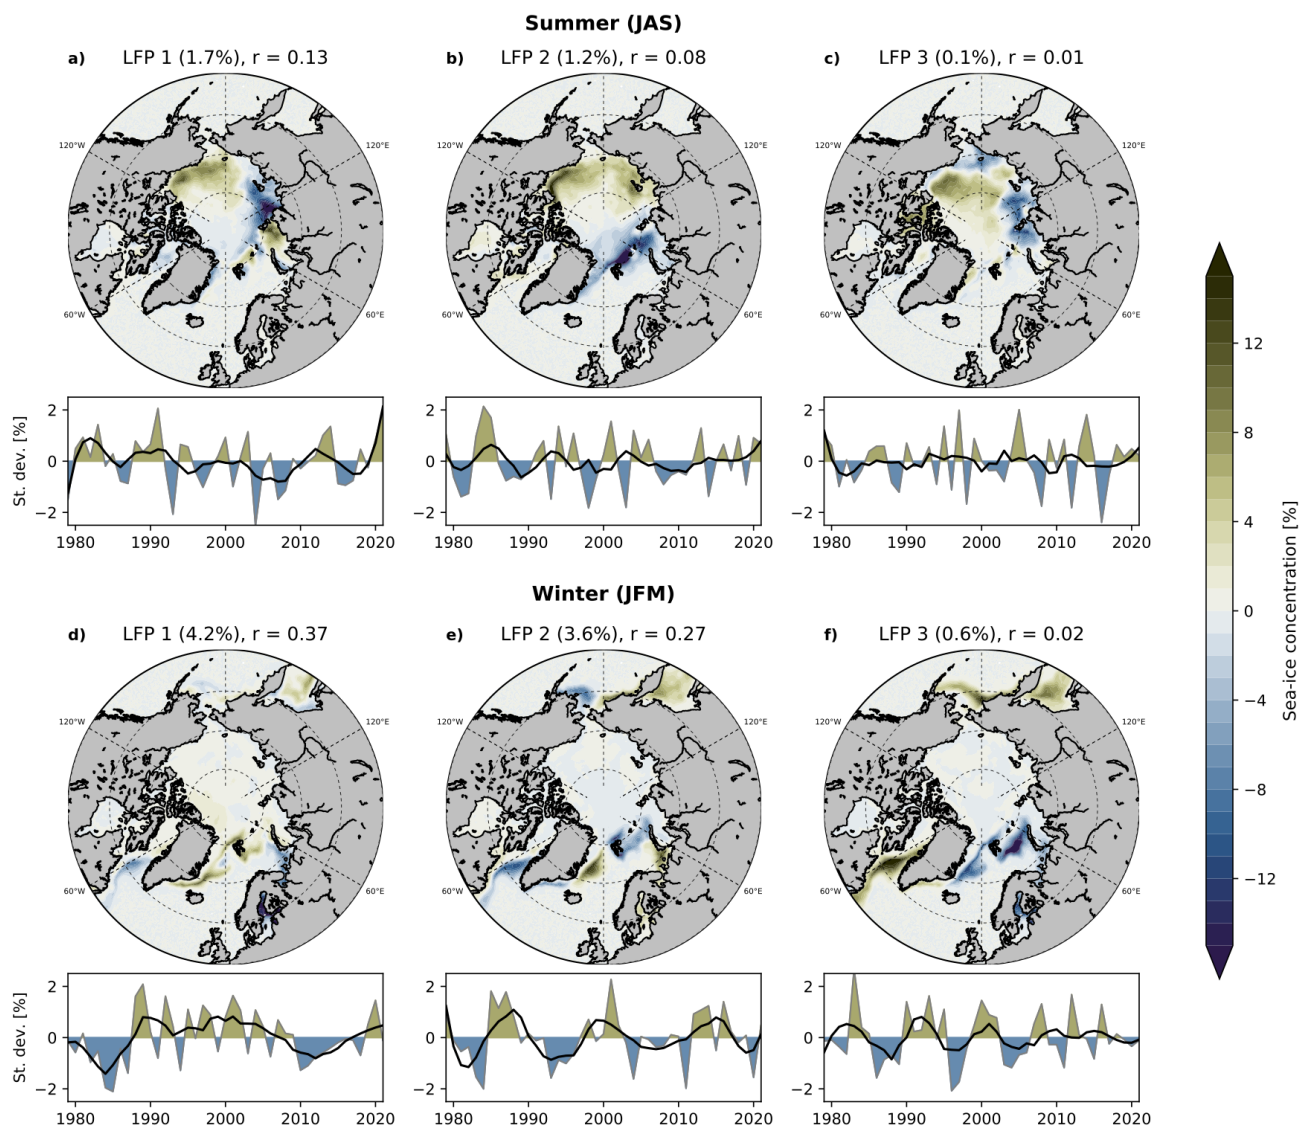 Summer (JAS)
a) LFP 1 (1.7%), r = 0.13
b) LFP 2 (1.2%), r = 0.08
c) LFP 3 (0.1%), r = 0.01
120°W 120°E 120°W 120°E 120°W 120°E
60°W 60°E 60°W 60°E 60°W 60°E
St. dev. [%]
2 0 −2
2 0 −2
2 0 −2
1980 1990 2000 2010 2020
1980 1990 2000 2010 2020
1980 1990 2000 2010 2020
Winter (JFM)
d) LFP 1 (4.2%), r = 0.37
e) LFP 2 (3.6%), r = 0.27
f) LFP 3 (0.6%), r = 0.02
120°W 120°E 120°W 120°E 120°W 120°E
60°W 60°E 60°W 60°E 60°W 60°E
St. dev. [%]
2 0 −2
2 0 −2
2 0 −2
1980 1990 2000 2010 2020
1980 1990 2000 2010 2020
1980 1990 2000 2010 2020
12
8
4
0
−4
−8
−12
Sea-ice concentration [%]